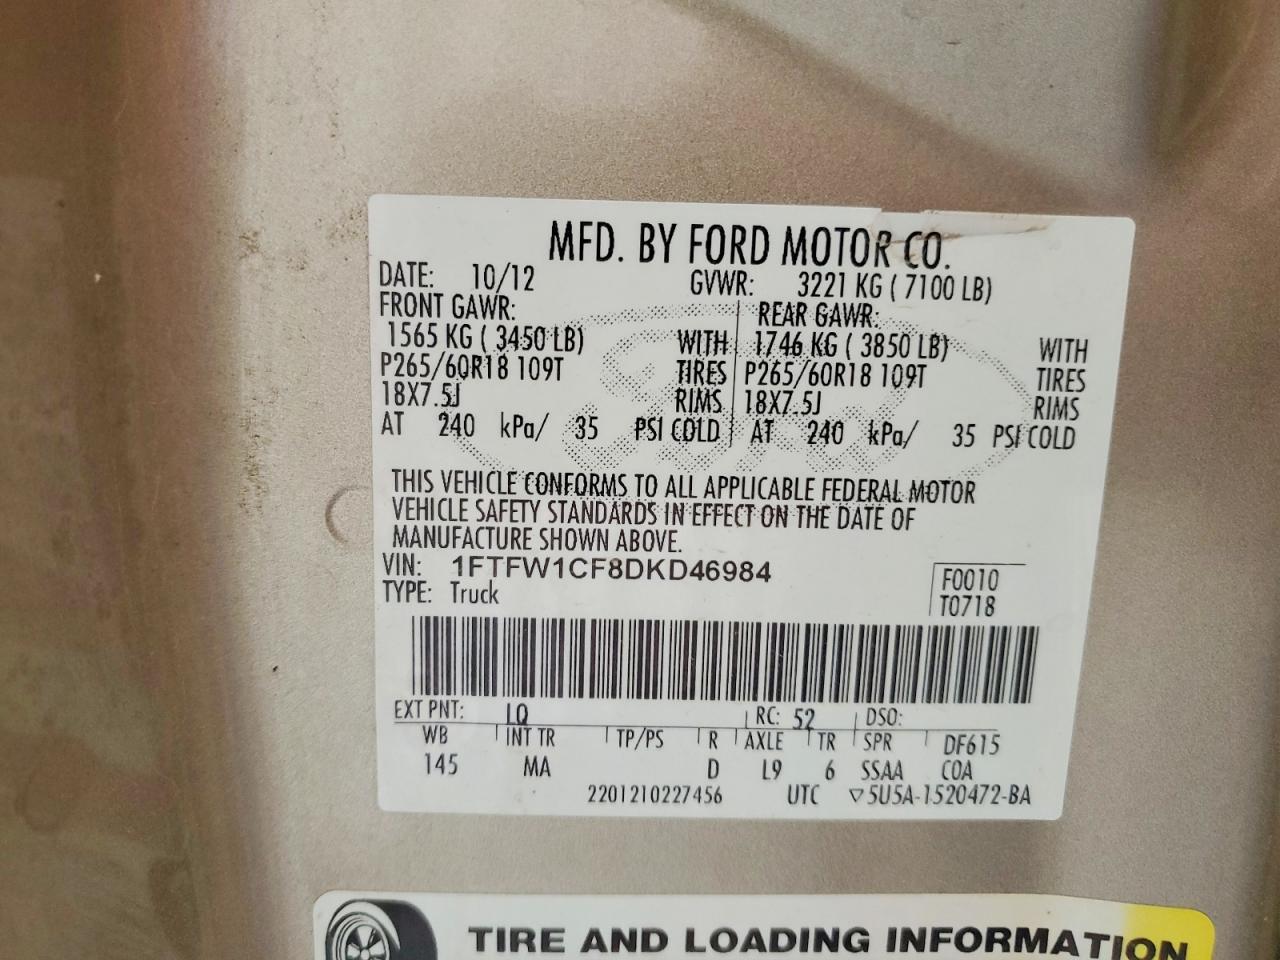 MFD. BY FORD MOTOR CO.
DATE: 10/12 GVWR: 3221 KG ( 7100 LB)
FRONT GAWR: REAR GAWR:
1565 KG ( 3450 LB) WITH 1746 KG ( 3850 LB) WITH
P265/60R18 109T TIRES P265/60R18 109T TIRES
18X7.5J RIMS 18X7.5J RIMS
AT 240 kPa/ 35 PSI COLD AT 240 kPa/ 35 PSI COLD
THIS VEHICLE CONFORMS TO ALL APPLICABLE FEDERAL MOTOR
VEHICLE SAFETY STANDARDS IN EFFECT ON THE DATE OF
MANUFACTURE SHOWN ABOVE.
VIN: 1FTFW1CF8DKD46984
TYPE: Truck
F0010
T0718
EXT PNT: LQ RC: 52 DSO:
WB INT TR TP/PS R AXLE TR SPR DF615
145 MA D L9 6 SSAA COA
2201210227456 UTC ▽5U5A-1520472-BA
TIRE AND LOADING INFORMATION